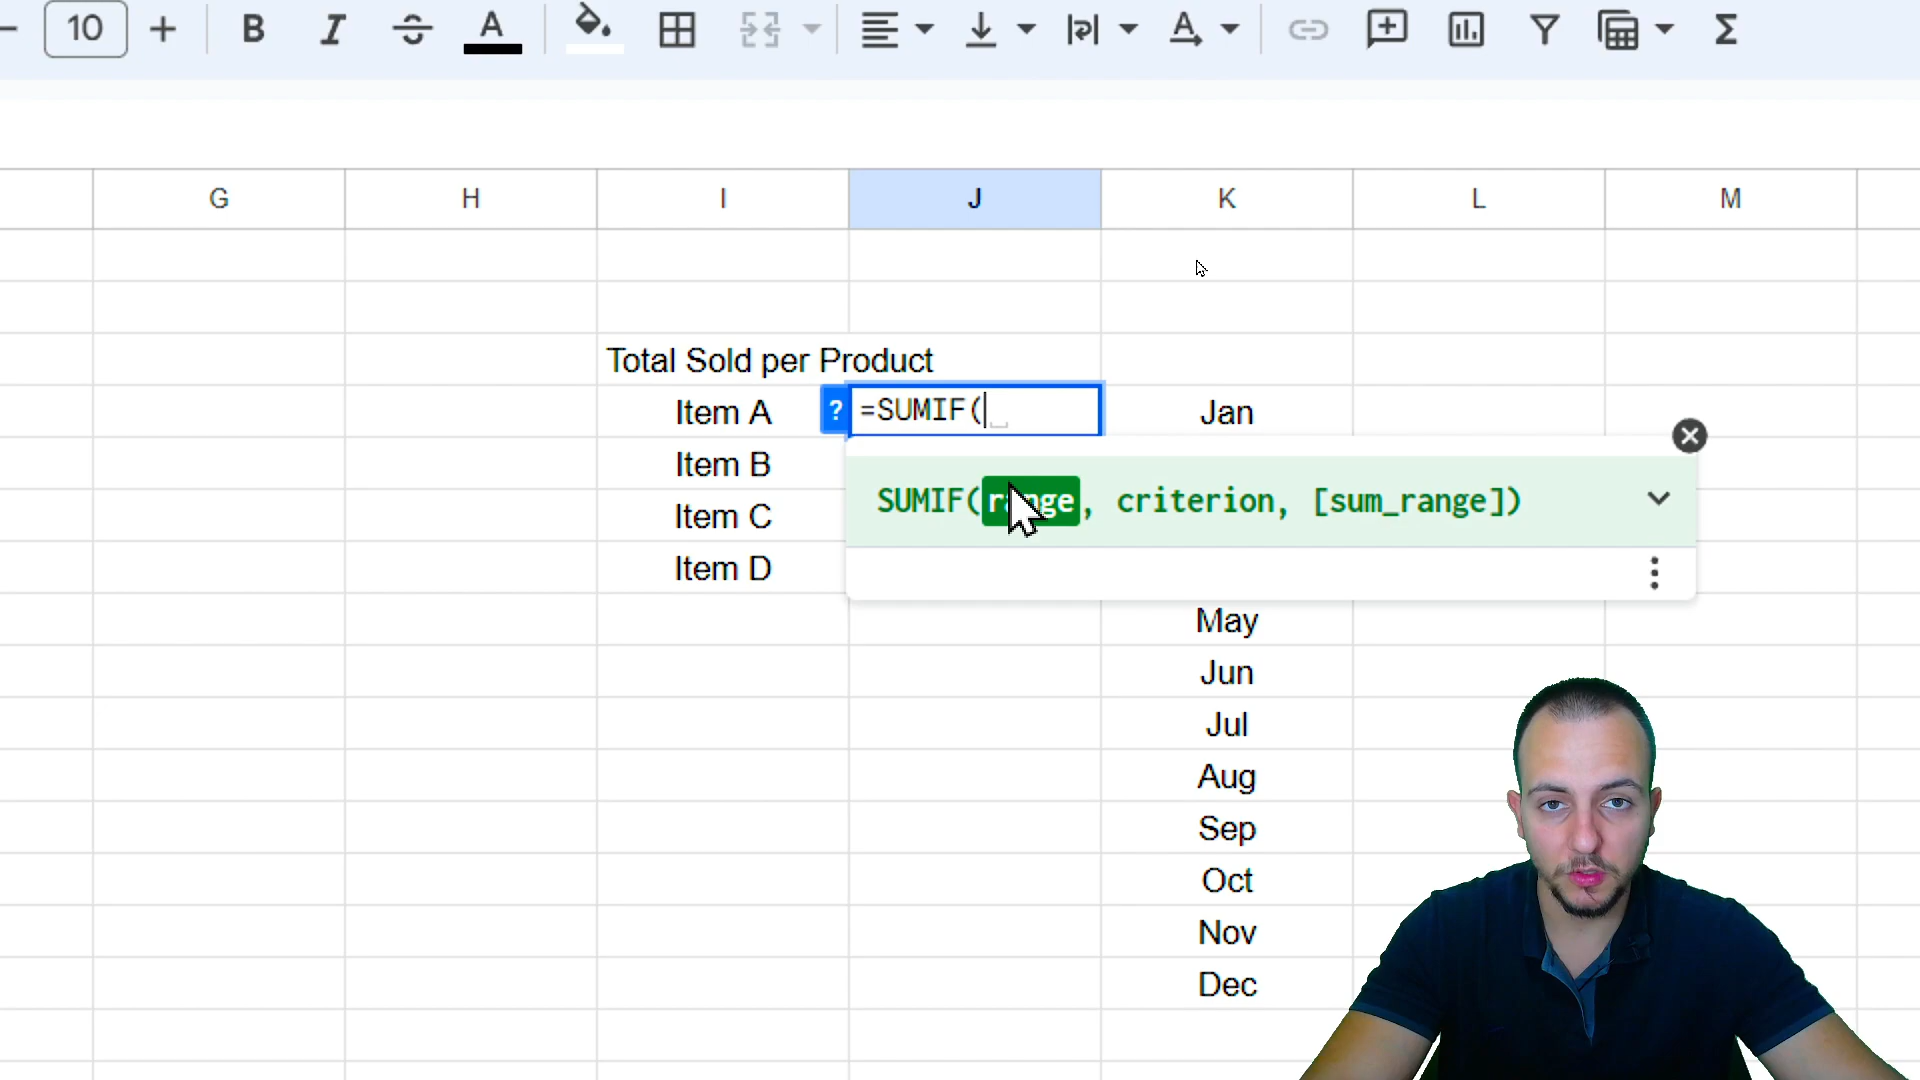 10 B I S A A Σ
G H I J K L M
Total Sold per Product
Item A ? =SUMIF( Jan
Item B
SUMIF(range, criterion, [sum_range])
Item C
Item D
May
Jun
Jul
Aug
Sep
Oct
Nov
Dec